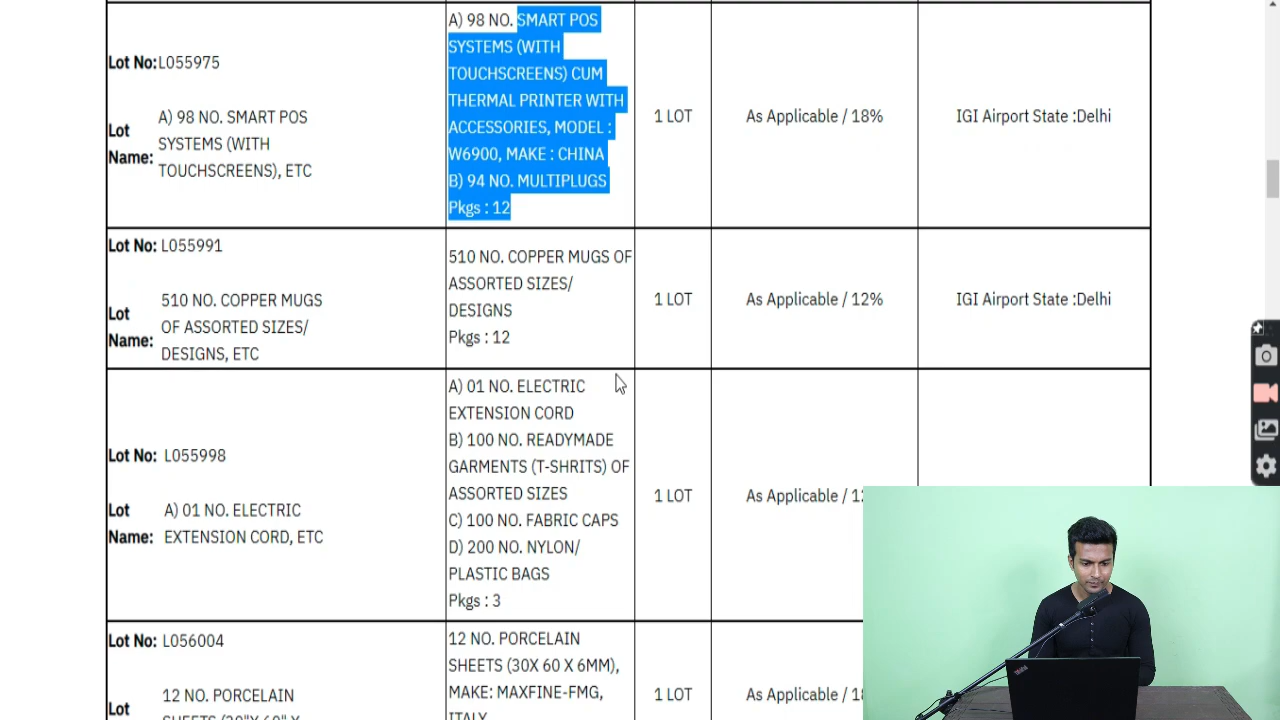 Lot No: L055975
Lot Name: A) 98 NO. SMART POS
SYSTEMS (WITH
TOUCHSCREENS), ETC
A) 98 NO. SMART POS
SYSTEMS (WITH
TOUCHSCREENS) CUM
THERMAL PRINTER WITH
ACCESSORIES, MODEL :
W6900, MAKE : CHINA
B) 94 NO. MULTIPLUGS
Pkgs : 12
1 LOT
As Applicable / 18%
IGI Airport State :Delhi
Lot No: L055991
Lot Name: 510 NO. COPPER MUGS
OF ASSORTED SIZES/
DESIGNS, ETC
510 NO. COPPER MUGS OF
ASSORTED SIZES/
DESIGNS
Pkgs : 12
1 LOT
As Applicable / 12%
IGI Airport State :Delhi
Lot No: L055998
Lot Name: A) 01 NO. ELECTRIC
EXTENSION CORD, ETC
A) 01 NO. ELECTRIC
EXTENSION CORD
B) 100 NO. READYMADE
GARMENTS (T-SHRITS) OF
ASSORTED SIZES
C) 100 NO. FABRIC CAPS
D) 200 NO. NYLON/
PLASTIC BAGS
Pkgs : 3
1 LOT
As Applicable /
Lot No: L056004
Lot 12 NO. PORCELAIN
12 NO. PORCELAIN
SHEETS (30X 60 X 6MM),
MAKE: MAXFINE-FMG,
ITALY
1 LOT
As Applicable /